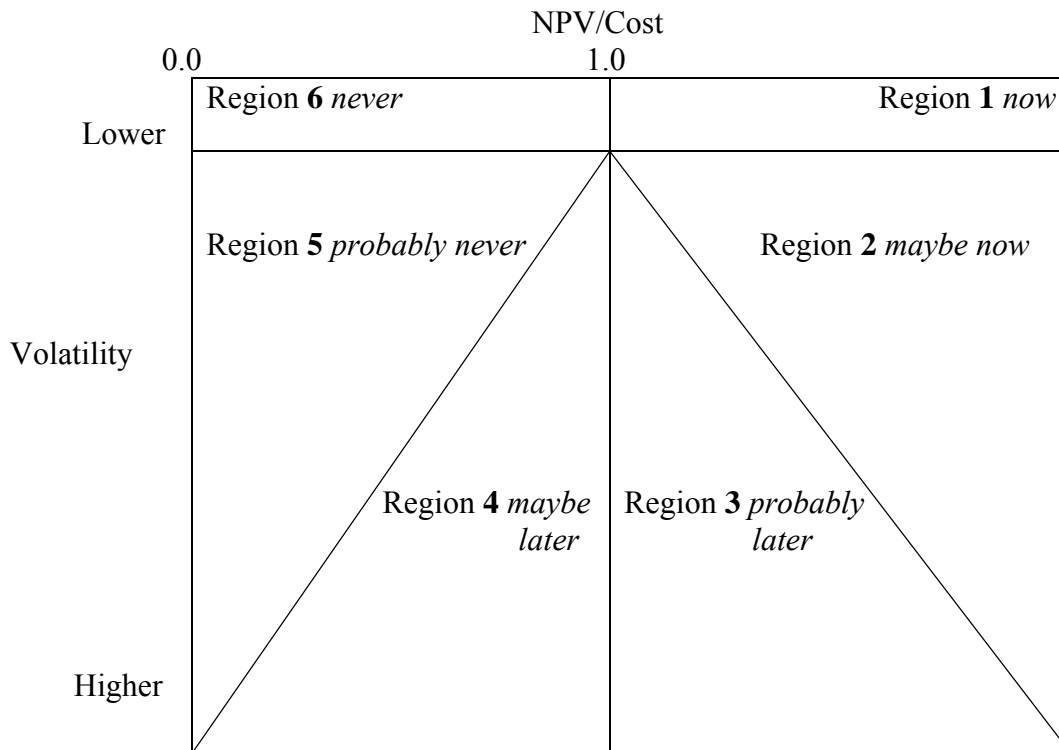 NPV/Cost
0.0 1.0
Region 6 never Region 1 now
Lower
Region 5 probably never Region 2 maybe now
Volatility
Region 4 maybe
later
Region 3 probably
later
Higher